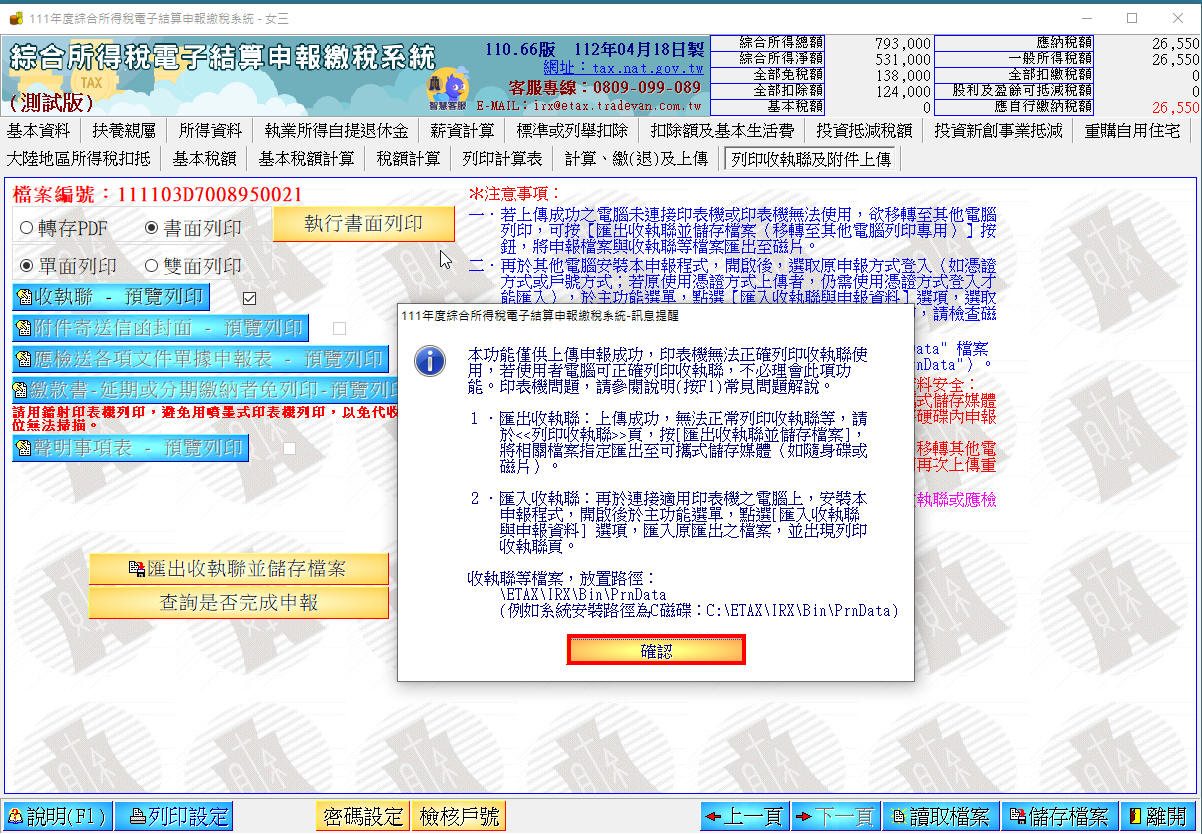 111年度綜合所得稅電子結算申報繳稅系統 - 女三
綜合所得稅電子結算申報繳稅系統
TAX
(測試版)
智慧客服
110.66版 112年04月18日製
網址：tax.nat.gov.tw
客服專線：0809-099-089
E-MAIL：irx@etax.tradevan.com.tw
綜合所得總額 793,000 應納稅額 26,550
綜合所得淨額 531,000 一般所得稅額 26,550
全部免稅額 138,000 全部扣繳稅額 0
全部扣除額 124,000 股利及盈餘可抵減稅額 0
基本稅額 0 應自行繳納稅額 26,550
基本資料 扶養親屬 所得資料 執業所得自提退休金 薪資計算 標準或列舉扣除 扣除額及基本生活費 投資抵減稅額 投資新創事業抵減 重購自用住宅
大陸地區所得稅扣抵 基本稅額 基本稅額計算 稅額計算 列印計算表 計算、繳(退)及上傳 列印收執聯及附件上傳
檔案編號：111103D7008950021
轉存PDF 書面列印 執行書面列印
單面列印 雙面列印
收執聯 - 預覽列印
附件寄送信函封面 - 預覽列印
應檢送各項文件單據申報表 - 預覽列印
繳款書-延期或分期繳納者免列印-預覽列印
請用鐳射印表機列印，避免用噴墨式印表機列印，以免代收
位無法掃描。
聲明事項表 - 預覽列印
匯出收執聯並儲存檔案
查詢是否完成申報
※注意事項：
一．若上傳成功之電腦未連接印表機或印表機無法使用，欲移轉至其他電腦
列印，可按［匯出收執聯並儲存檔案（移轉至其他電腦列印專用）］按
鈕，將申報檔案與收執聯等檔案匯出至磁片。
二．再於其他電腦安裝本申報程式，開啟後，選取原申報方式登入（如憑證
方式或戶號方式；若原使用憑證方式上傳者，仍需使用憑證方式登入才
能匯入），於主功能選單，點選［匯入收執聯與申報資料］選項，選取
，請檢查磁
ata" 檔案
nData")。
料安全：
式儲存媒體
硬碟內申報
移轉其他電
再次上傳重
執聯或應檢
111年度綜合所得稅電子結算申報繳稅系統-訊息提醒
本功能僅供上傳申報成功，印表機無法正確列印收執聯使
用，若使用者電腦可正確列印收執聯，不必理會此項功
能。印表機問題，請參閱說明(按F1)常見問題解說。
1．匯出收執聯：上傳成功，無法正常列印收執聯等，請
於<<列印收執聯>>頁，按[匯出收執聯並儲存檔案]，
將相關檔案指定匯出至可攜式儲存媒體（如隨身碟或
磁片）。
2．匯入收執聯：再於連接適用印表機之電腦上，安裝本
申報程式，開啟後於主功能選單，點選[匯入收執聯
與申報資料] 選項，匯入原匯出之檔案，並出現列印
收執聯頁。
收執聯等檔案，放置路徑：
\ETAX\IRX\Bin\PrnData
(例如系統安裝路徑為C磁碟：C:\ETAX\IRX\Bin\PrnData)
確認
說明(F1) 列印設定 密碼設定 檢核戶號 上一頁 下一頁 讀取檔案 儲存檔案 離開